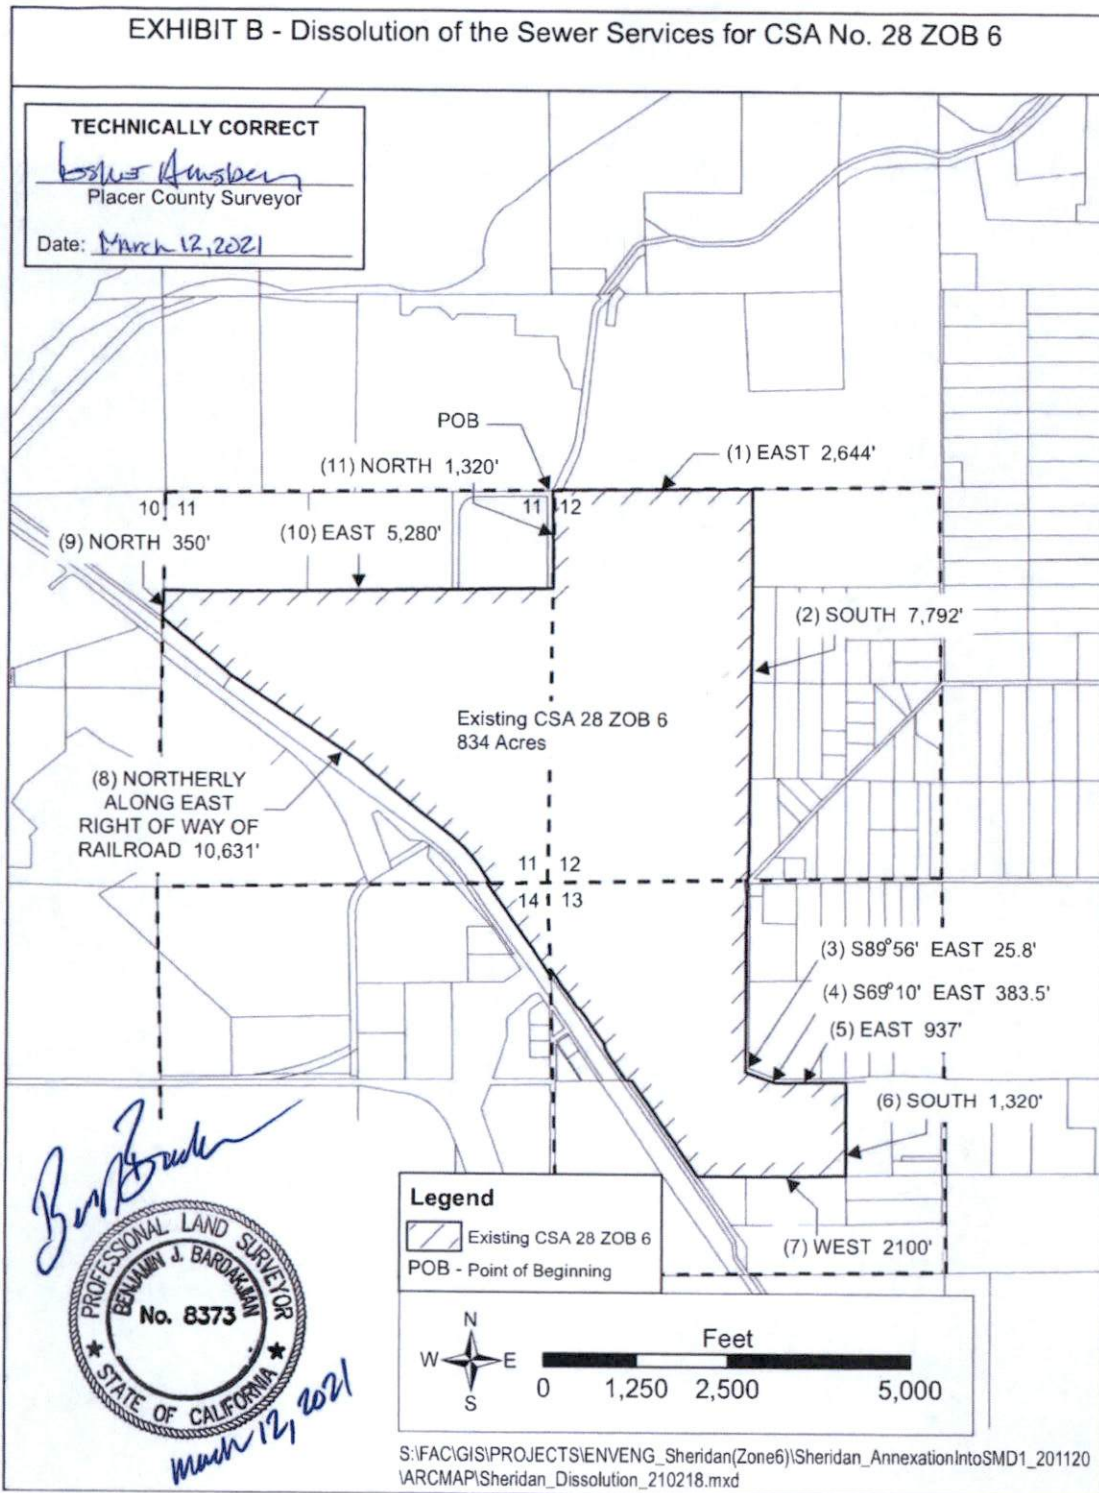 EXHIBIT B - Dissolution of the Sewer Services for CSA No. 28 ZOB 6
TECHNICALLY CORRECT
Placer County Surveyor
Date: March 12, 2021
POB
(1) EAST 2,644'
(11) NORTH 1,320'
10 11
11 12
(9) NORTH 350'
(10) EAST 5,280'
(2) SOUTH 7,792'
Existing CSA 28 ZOB 6
834 Acres
(8) NORTHERLY
ALONG EAST
RIGHT OF WAY OF
RAILROAD 10,631'
11 12
14 13
(3) S89°56' EAST 25.8'
(4) S69°10' EAST 383.5'
(5) EAST 937'
(6) SOUTH 1,320'
(7) WEST 2100'
Legend
Existing CSA 28 ZOB 6
POB - Point of Beginning
PROFESSIONAL LAND SURVEYOR
BENJAMIN J. BARDAKJIAN
No. 8373
STATE OF CALIFORNIA
March 12, 2021
N
W E
S
Feet
0 1,250 2,500 5,000
S:\FAC\GIS\PROJECTS\ENVENG_Sheridan(Zone6)\Sheridan_AnnexationIntoSMD1_201120
\ARCMAP\Sheridan_Dissolution_210218.mxd